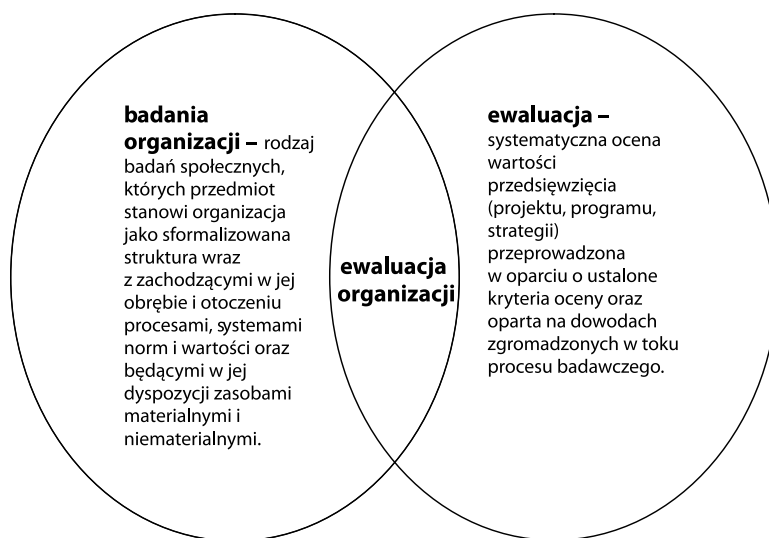 badania
organizacji – rodzaj
badań społecznych,
których przedmiot
stanowi organizacja
jako sformalizowana
struktura wraz
z zachodzącymi w jej
obrębie i otoczeniu
procesami, systemami
norm i wartości oraz
będącymi w jej
dyspozycji zasobami
materialnymi i
niematerialnymi.
ewaluacja
organizacji
ewaluacja –
systematyczna ocena
wartości
przedsięwzięcia
(projektu, programu,
strategii)
przeprowadzona
w oparciu o ustalone
kryteria oceny oraz
oparta na dowodach
zgromadzonych w toku
procesu badawczego.